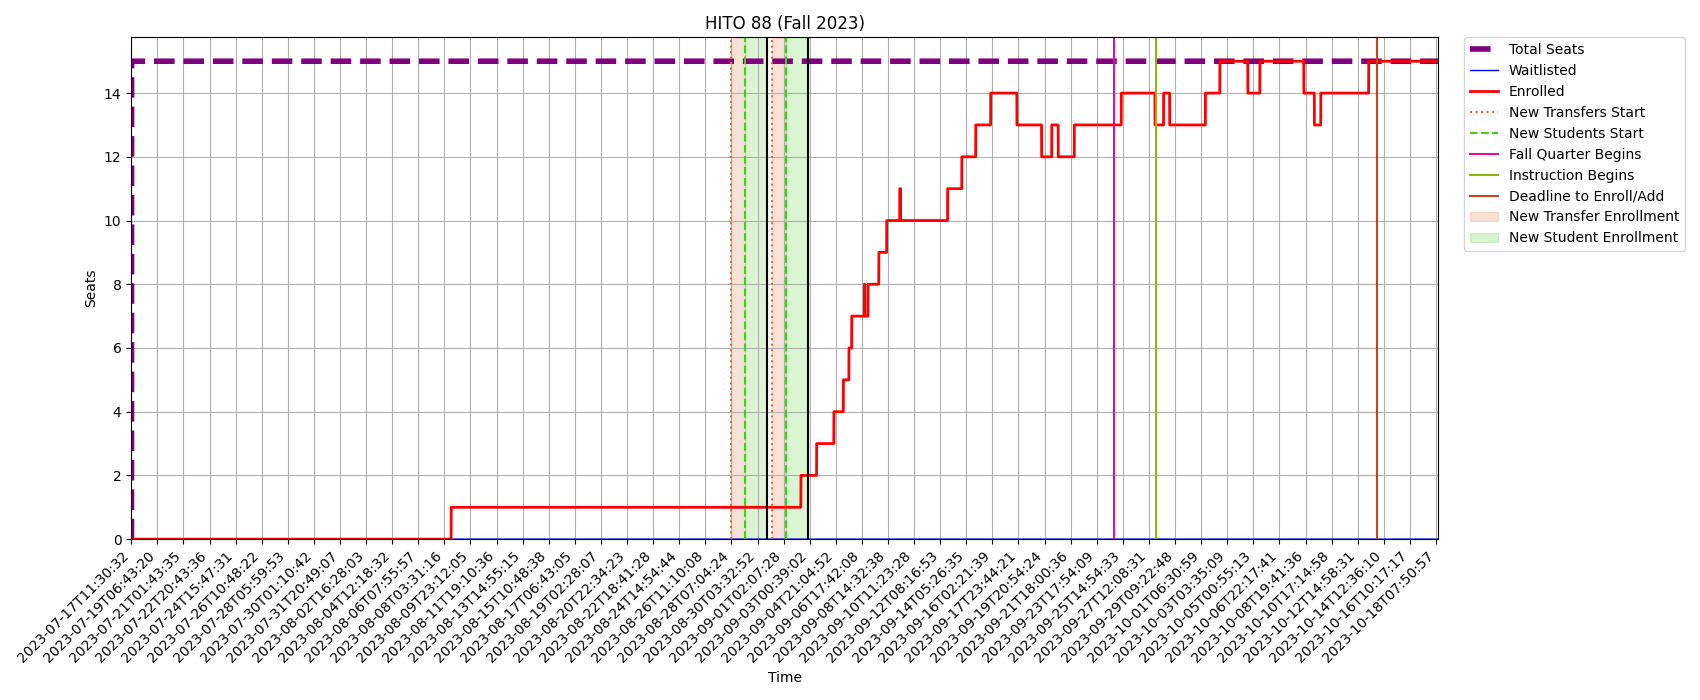 HITO 88 (Fall 2023)
Total Seats
Waitlisted
Enrolled
New Transfers Start
New Students Start
Fall Quarter Begins
Instruction Begins
Deadline to Enroll/Add
New Transfer Enrollment
New Student Enrollment
Seats
14
12
10
8
6
4
2
0
2023-07-17T11:30:32
2023-07-19T06:43:20
2023-07-21T01:43:35
2023-07-22T20:43:36
2023-07-24T15:47:31
2023-07-26T10:48:22
2023-07-28T05:59:53
2023-07-30T01:10:42
2023-07-31T20:49:07
2023-08-02T16:28:03
2023-08-04T12:18:32
2023-08-06T07:55:57
2023-08-08T03:31:16
2023-08-09T23:12:05
2023-08-11T19:10:36
2023-08-13T14:55:15
2023-08-15T10:48:38
2023-08-17T06:43:05
2023-08-19T02:28:07
2023-08-20T22:34:23
2023-08-22T18:41:28
2023-08-24T14:54:44
2023-08-26T11:10:08
2023-08-28T07:04:24
2023-08-30T03:32:52
2023-09-01T02:07:28
2023-09-03T00:39:02
2023-09-04T21:04:52
2023-09-06T17:42:08
2023-09-08T14:32:38
2023-09-10T11:23:28
2023-09-12T08:16:53
2023-09-14T05:26:35
2023-09-16T02:21:39
2023-09-17T23:44:21
2023-09-19T20:54:24
2023-09-21T18:00:36
2023-09-23T17:54:09
2023-09-25T14:54:33
2023-09-27T12:08:31
2023-09-29T09:22:48
2023-10-01T06:30:59
2023-10-03T03:35:09
2023-10-05T00:55:13
2023-10-06T22:17:41
2023-10-08T19:41:36
2023-10-10T17:14:58
2023-10-12T14:58:31
2023-10-14T12:36:10
2023-10-16T10:17:17
2023-10-18T07:50:57
Time